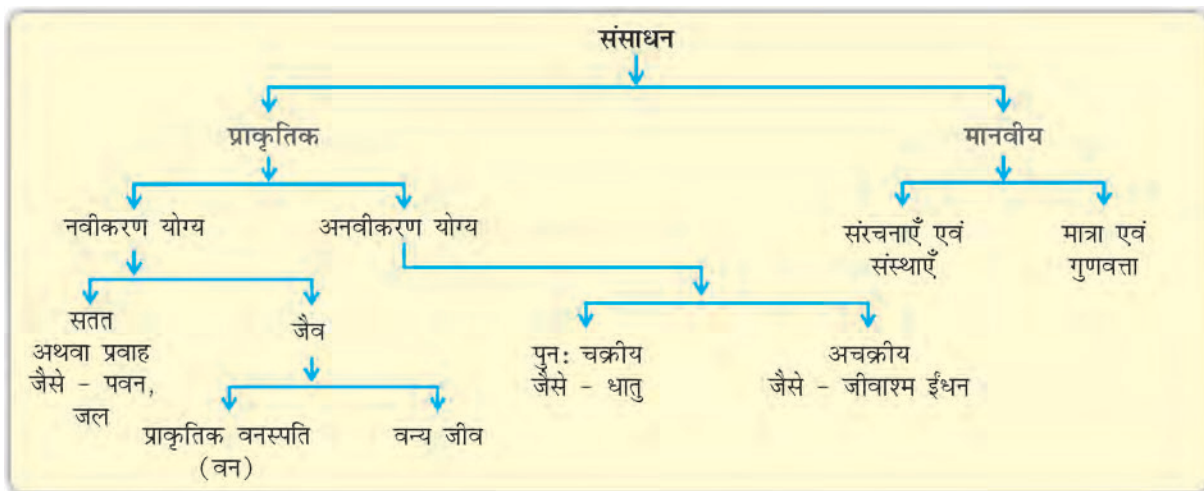 संसाधन
प्राकृतिक
मानवीय
नवीकरण योग्य
अनवीकरण योग्य
संरचनाएँ एवं
संस्थाएँ
मात्रा एवं
गुणवत्ता
सतत
अथवा प्रवाह
जैसे - पवन,
जल
जैव
पुन: चक्रीय
जैसे - धातु
अचक्रीय
जैसे - जीवाश्म ईंधन
प्राकृतिक वनस्पति
(वन)
वन्य जीव